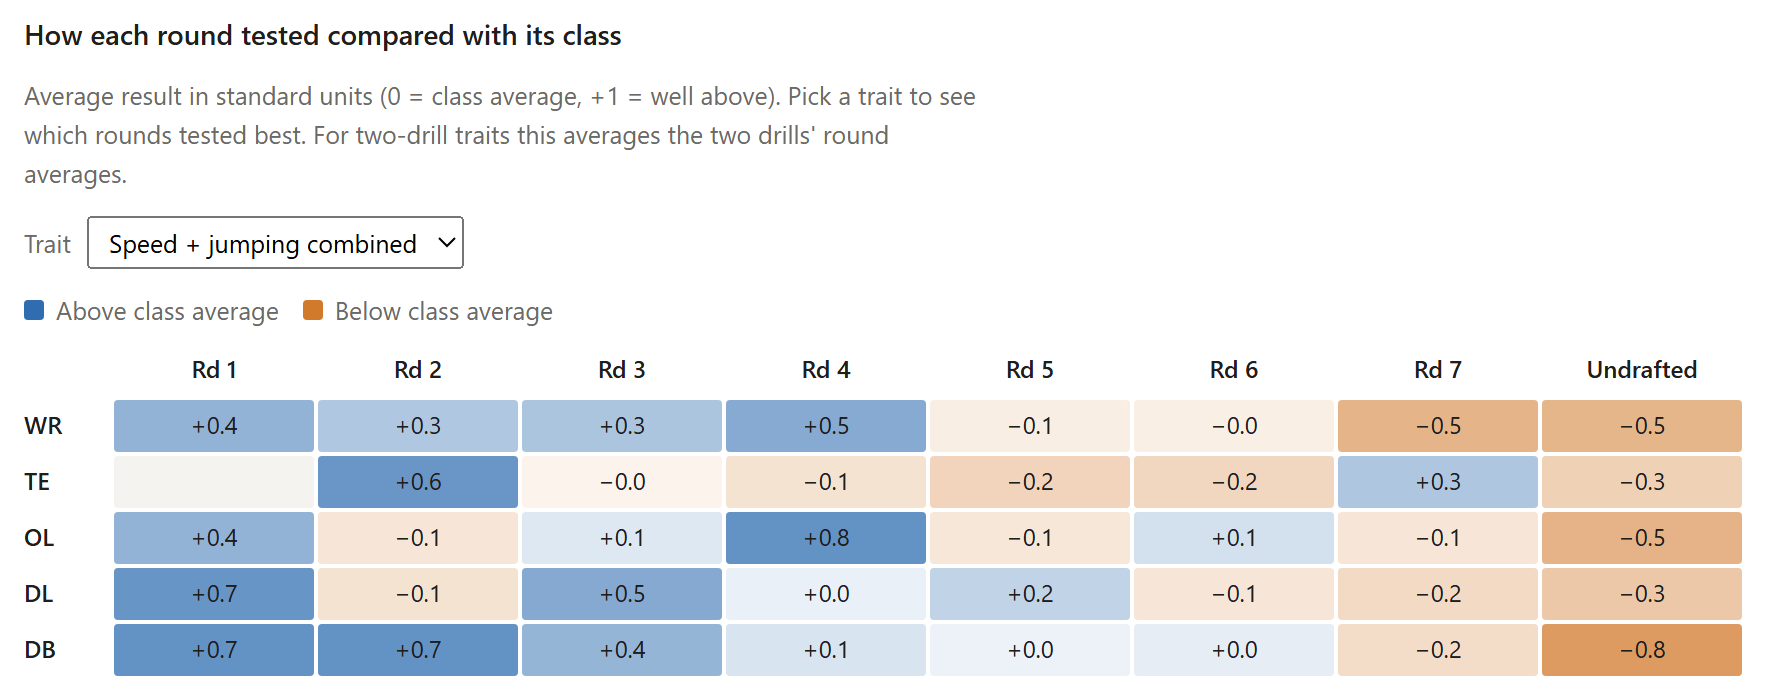 How each round tested compared with its class
Average result in standard units (0 = class average, +1 = well above). Pick a trait to see
which rounds tested best. For two-drill traits this averages the two drills' round
averages.
Trait Speed + jumping combined
Above class average Below class average
Rd 1 Rd 2 Rd 3 Rd 4 Rd 5 Rd 6 Rd 7 Undrafted
WR +0.4 +0.3 +0.3 +0.5 −0.1 −0.0 −0.5 −0.5
TE +0.6 −0.0 −0.1 −0.2 −0.2 +0.3 −0.3
OL +0.4 −0.1 +0.1 +0.8 −0.1 +0.1 −0.1 −0.5
DL +0.7 −0.1 +0.5 +0.0 +0.2 −0.1 −0.2 −0.3
DB +0.7 +0.7 +0.4 +0.1 +0.0 +0.0 −0.2 −0.8